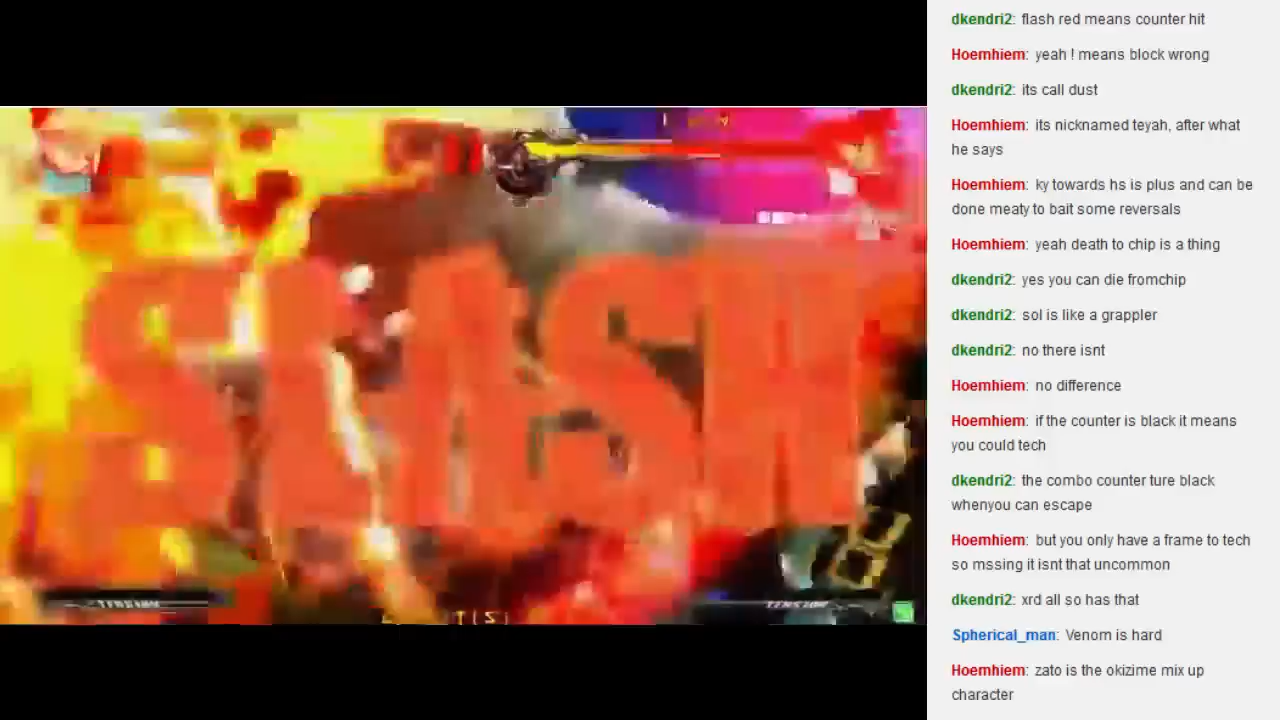 SLASH
TENSION
TENSION
dkendri2: flash red means counter hit
Hoemhiem: yeah ! means block wrong
dkendri2: its call dust
Hoemhiem: its nicknamed teyah, after what
he says
Hoemhiem: ky towards hs is plus and can be
done meaty to bait some reversals
Hoemhiem: yeah death to chip is a thing
dkendri2: yes you can die fromchip
dkendri2: sol is like a grappler
dkendri2: no there isnt
Hoemhiem: no difference
Hoemhiem: if the counter is black it means
you could tech
dkendri2: the combo counter ture black
whenyou can escape
Hoemhiem: but you only have a frame to tech
so mssing it isnt that uncommon
dkendri2: xrd all so has that
Spherical_man: Venom is hard
Hoemhiem: zato is the okizime mix up
character